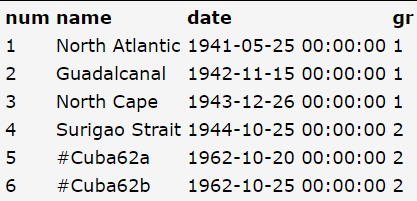 num name date gr
1 North Atlantic 1941-05-25 00:00:00 1
2 Guadalcanal 1942-11-15 00:00:00 1
3 North Cape 1943-12-26 00:00:00 1
4 Surigao Strait 1944-10-25 00:00:00 2
5 #Cuba62a 1962-10-20 00:00:00 2
6 #Cuba62b 1962-10-25 00:00:00 2